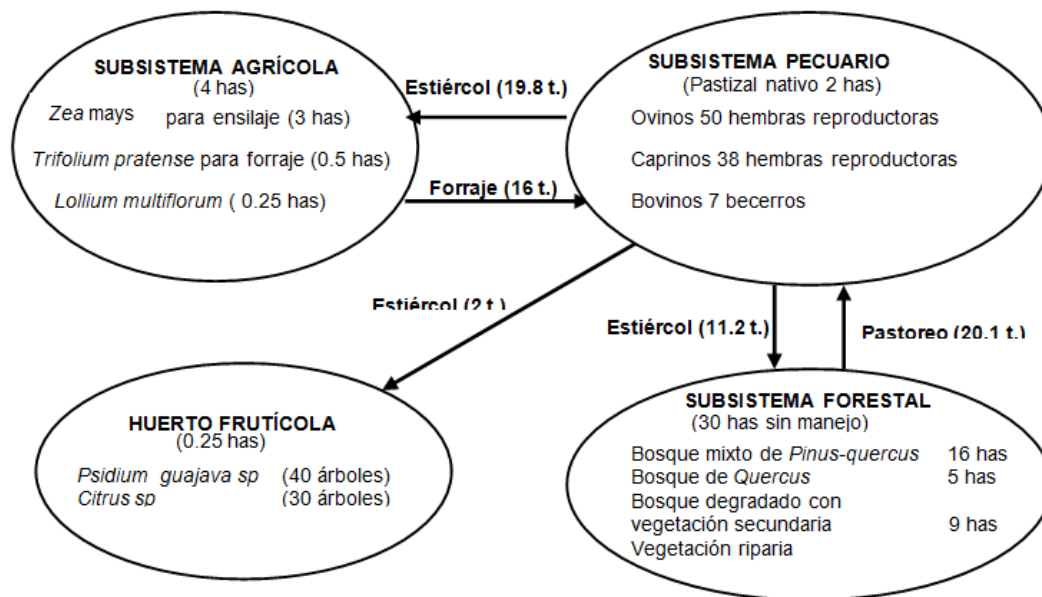 SUBSISTEMA AGRÍCOLA
(4 has)
Zea mays para ensilaje (3 has)
Trifolium pratense para forraje (0.5 has)
Lollium multiflorum ( 0.25 has)
Estiércol (19.8 t.)
Forraje (16 t.)
SUBSISTEMA PECUARIO
(Pastizal nativo 2 has)
Ovinos 50 hembras reproductoras
Caprinos 38 hembras reproductoras
Bovinos 7 becerros
Estiércol (2 t.)
Estiércol (11.2 t.)
Pastoreo (20.1 t.)
HUERTO FRUTÍCOLA
(0.25 has)
Psidium guajava sp (40 árboles)
Citrus sp (30 árboles)
SUBSISTEMA FORESTAL
(30 has sin manejo)
Bosque mixto de Pinus-quercus 16 has
Bosque de Quercus 5 has
Bosque degradado con
vegetación secundaria 9 has
Vegetación riparia